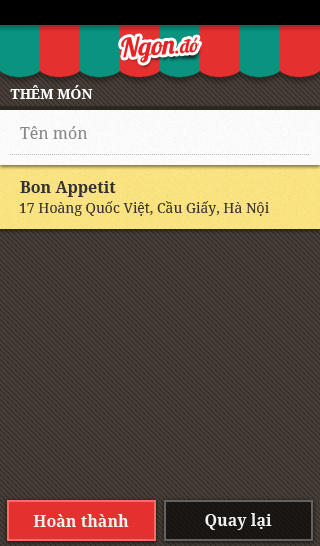 Ngon.đó
THÊM MÓN
Tên món
Bon Appetit
17 Hoàng Quốc Việt, Cầu Giấy, Hà Nội
Hoàn thành
Quay lại